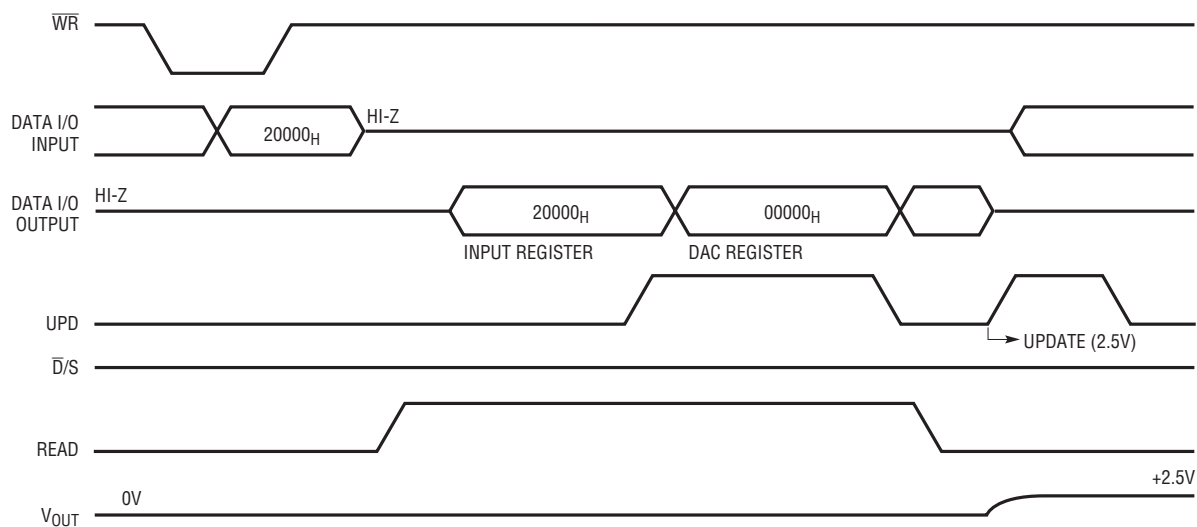 W̅R̅
DATA I/O
INPUT
20000H
HI-Z
DATA I/O
OUTPUT
HI-Z
20000H
00000H
INPUT REGISTER
DAC REGISTER
UPD
UPDATE (2.5V)
D̅/S
READ
VOUT
0V
+2.5V